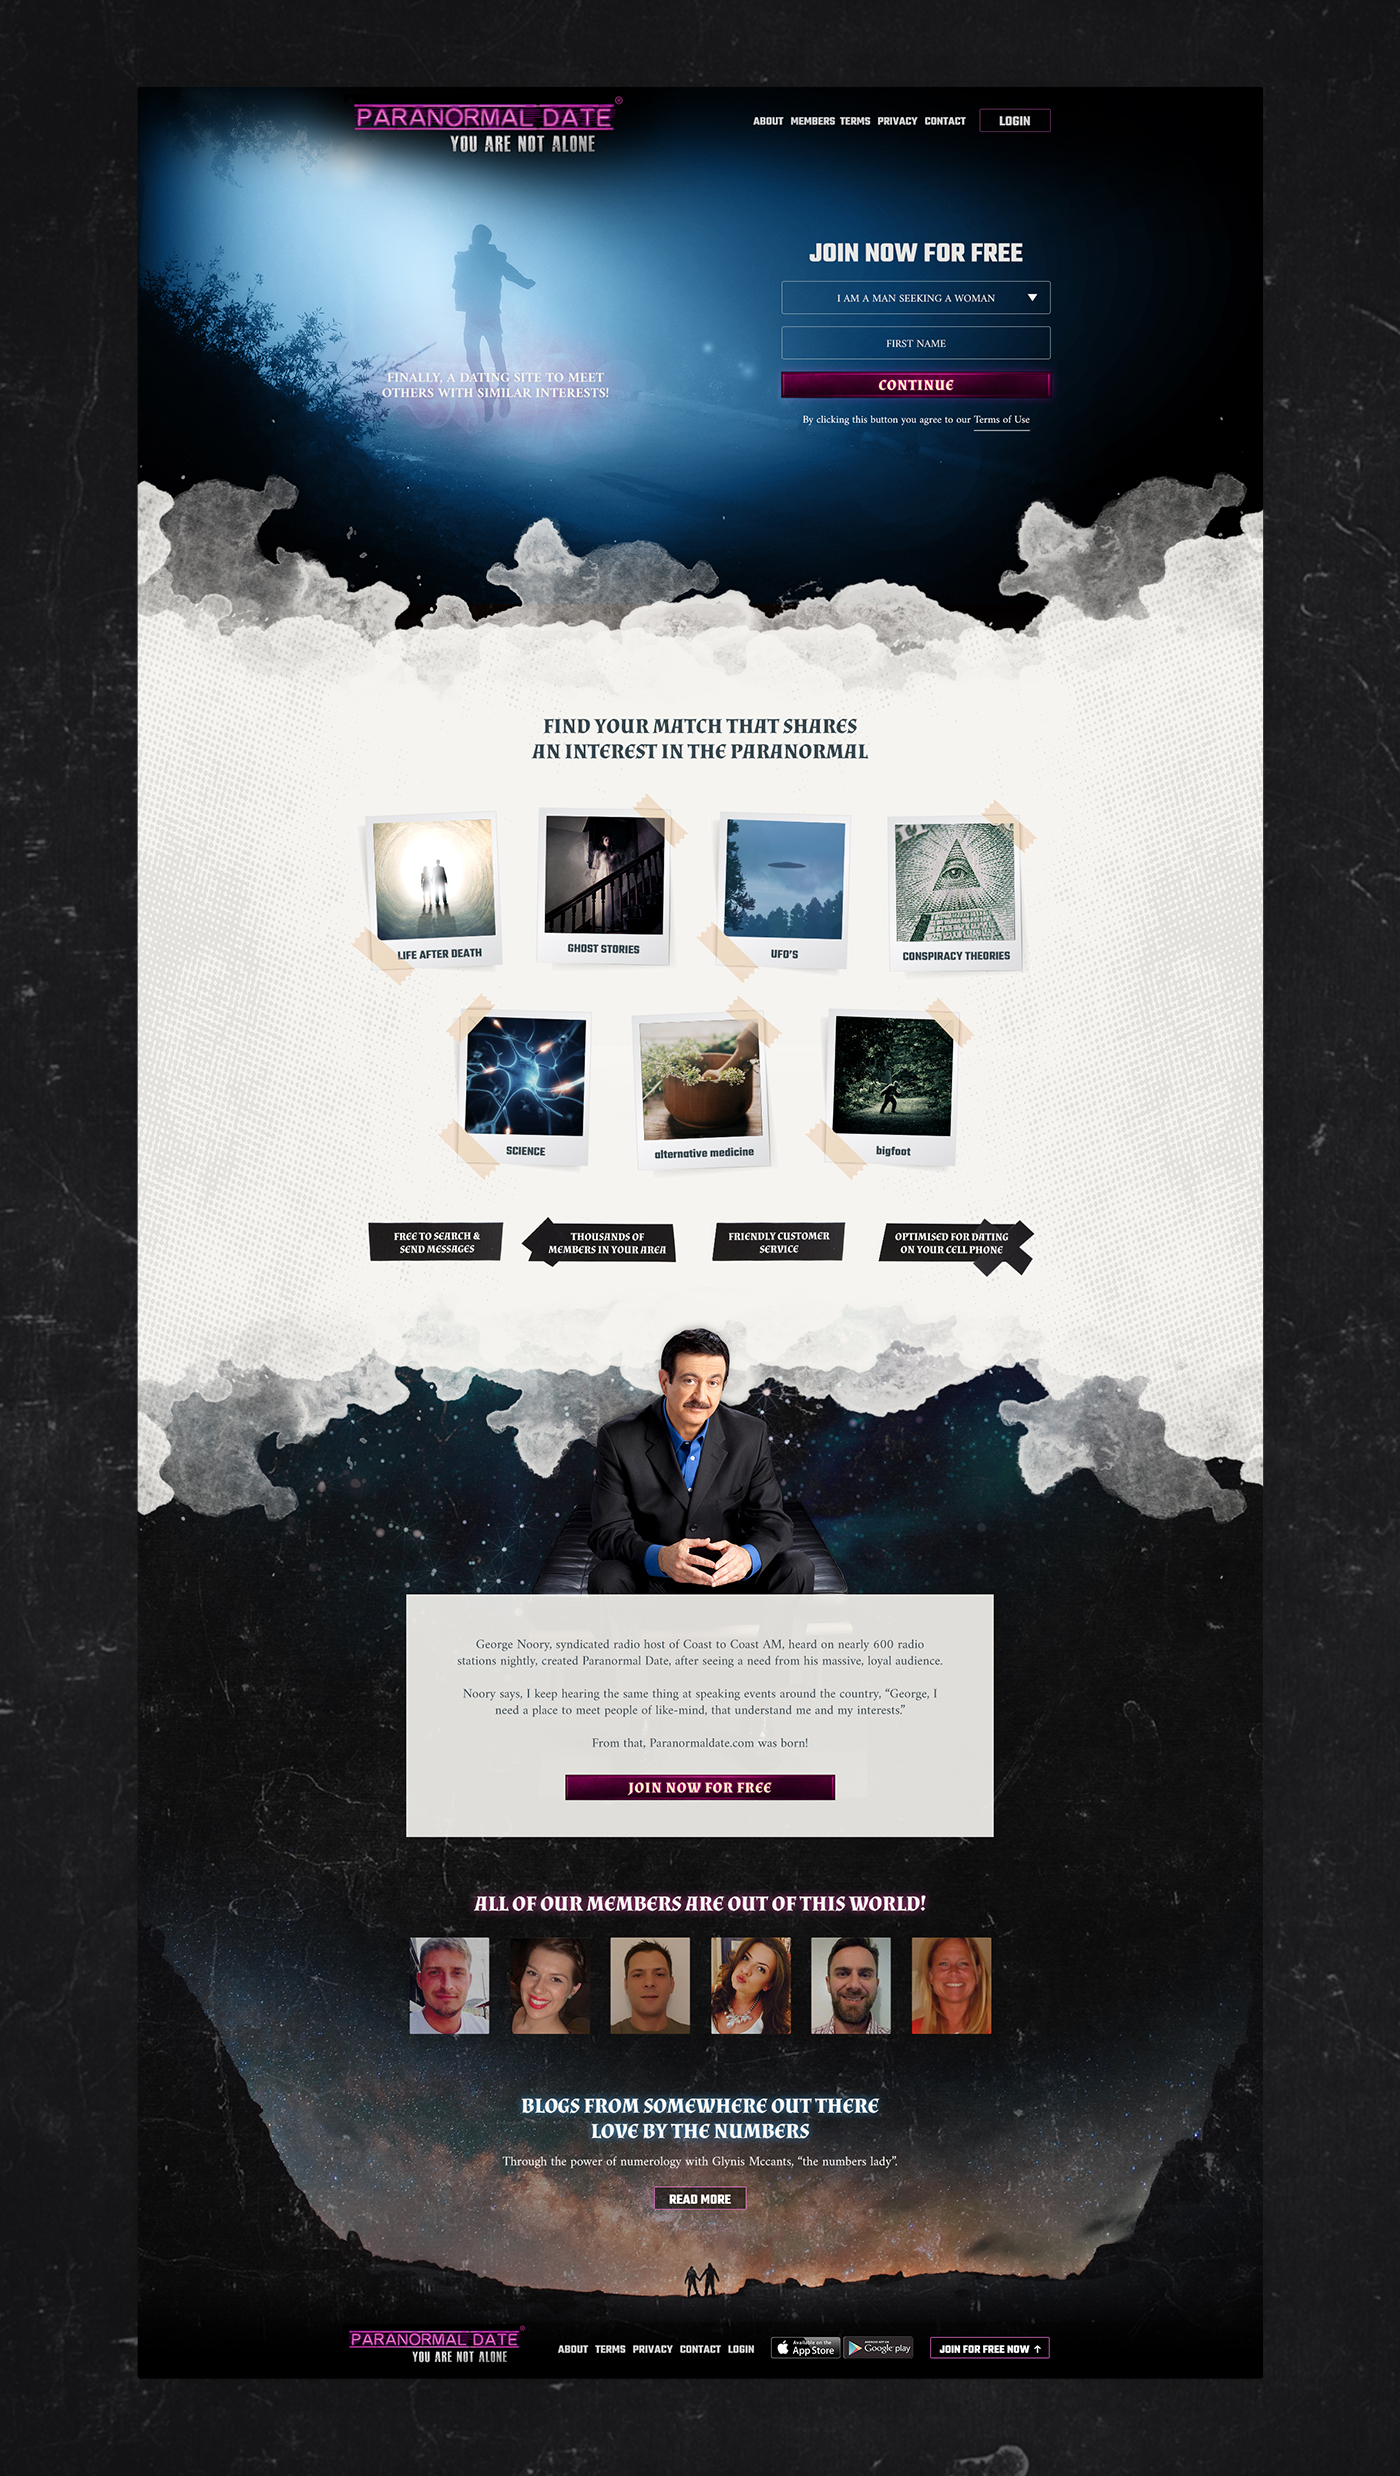 PARANORMAL DATE®
YOU ARE NOT ALONE
ABOUT MEMBERS TERMS PRIVACY CONTACT LOGIN
JOIN NOW FOR FREE
I AM A MAN SEEKING A WOMAN
FIRST NAME
CONTINUE
By clicking this button you agree to our Terms of Use
FINALLY, A DATING SITE TO MEET
OTHERS WITH SIMILAR INTERESTS!
FIND YOUR MATCH THAT SHARES
AN INTEREST IN THE PARANORMAL
LIFE AFTER DEATH
GHOST STORIES
UFO'S
CONSPIRACY THEORIES
SCIENCE
alternative medicine
bigfoot
FREE TO SEARCH &
SEND MESSAGES
THOUSANDS OF
MEMBERS IN YOUR AREA
FRIENDLY CUSTOMER
SERVICE
OPTIMISED FOR DATING
ON YOUR CELL PHONE
George Noory, syndicated radio host of Coast to Coast AM, heard on nearly 600 radio
stations nightly, created Paranormal Date, after seeing a need from his massive, loyal audience.
Noory says, I keep hearing the same thing at speaking events around the country, “George, I
need a place to meet people of like-mind, that understand me and my interests.”
From that, Paranormaldate.com was born!
JOIN NOW FOR FREE
ALL OF OUR MEMBERS ARE OUT OF THIS WORLD!
BLOGS FROM SOMEWHERE OUT THERE
LOVE BY THE NUMBERS
Through the power of numerology with Glynis Mccants, “the numbers lady”.
READ MORE
PARANORMAL DATE®
YOU ARE NOT ALONE
ABOUT TERMS PRIVACY CONTACT LOGIN
Available on the
App Store
ANDROID APP ON
Google play
JOIN FOR FREE NOW ↑